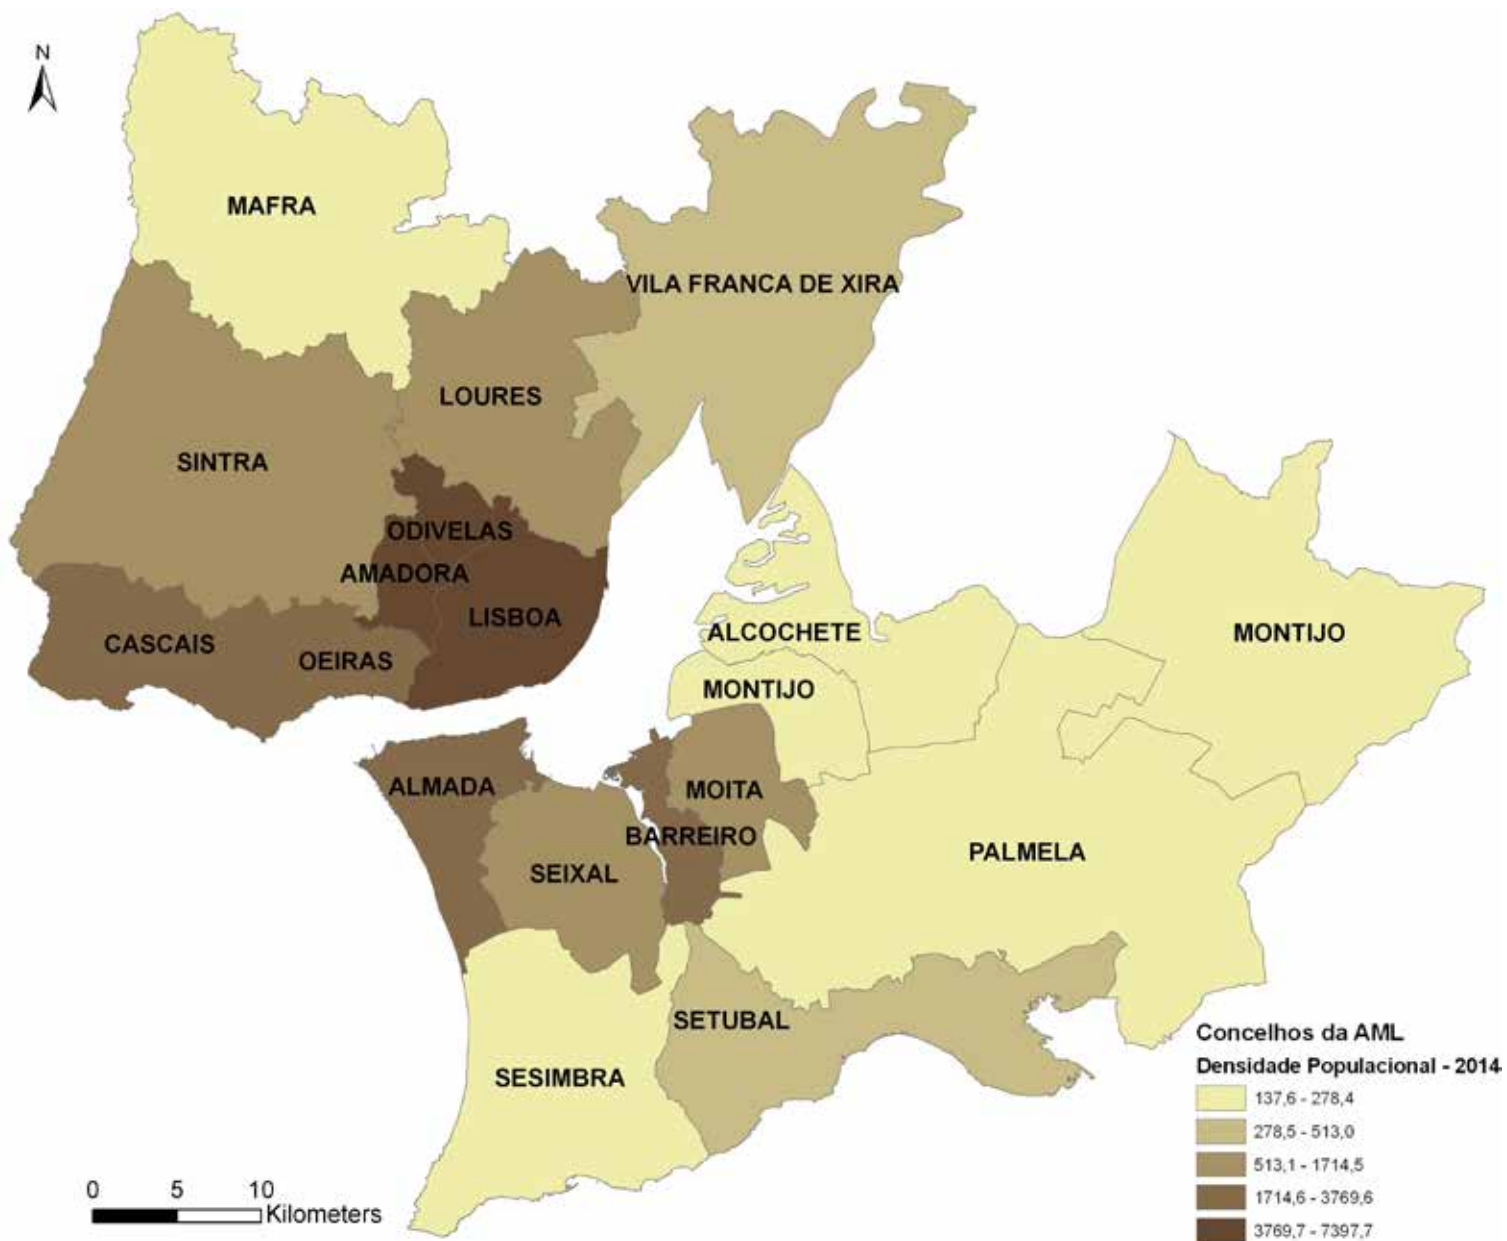 N
MAFRA
VILA FRANCA DE XIRA
LOURES
SINTRA
ODIVELAS
AMADORA
LISBOA
CASCAIS
OEIRAS
ALCOCHETE
MONTIJO
MONTIJO
ALMADA
MOITA
BARREIRO
SEIXAL
PALMELA
SETUBAL
SESIMBRA
Concelhos da AML
Densidade Populacional - 2014
137,6 - 278,4
278,5 - 513,0
513,1 - 1714,5
1714,6 - 3769,6
3769,7 - 7397,7
0 5 10
Kilometers